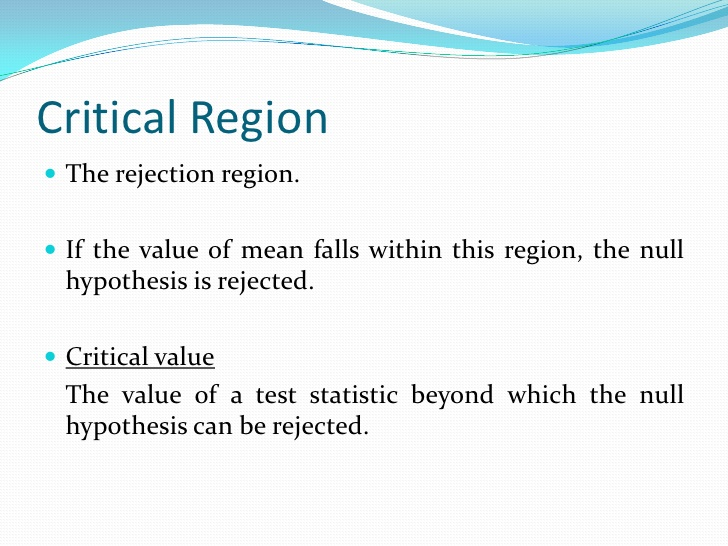 Critical Region
The rejection region.
If the value of mean falls within this region, the null
hypothesis is rejected.
Critical value
The value of a test statistic beyond which the null
hypothesis can be rejected.